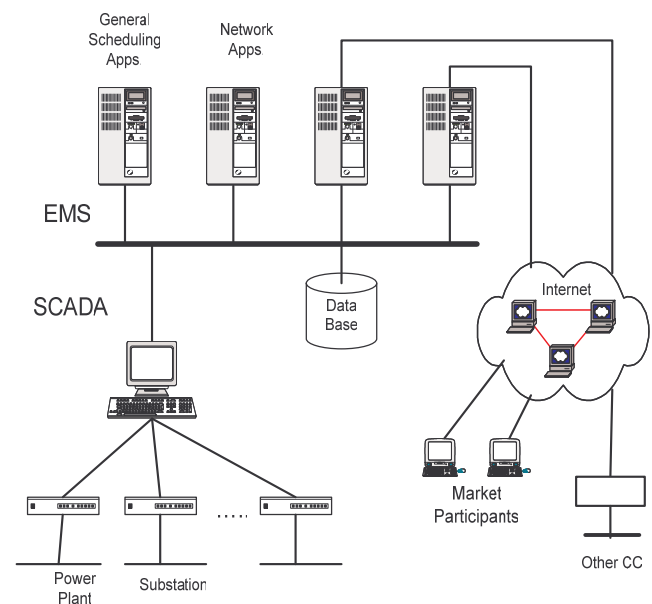 General
Scheduling
Apps.
Network
Apps.
EMS
SCADA
Data
Base
Internet
Market
Participants
Other CC
Power
Plant
Substation